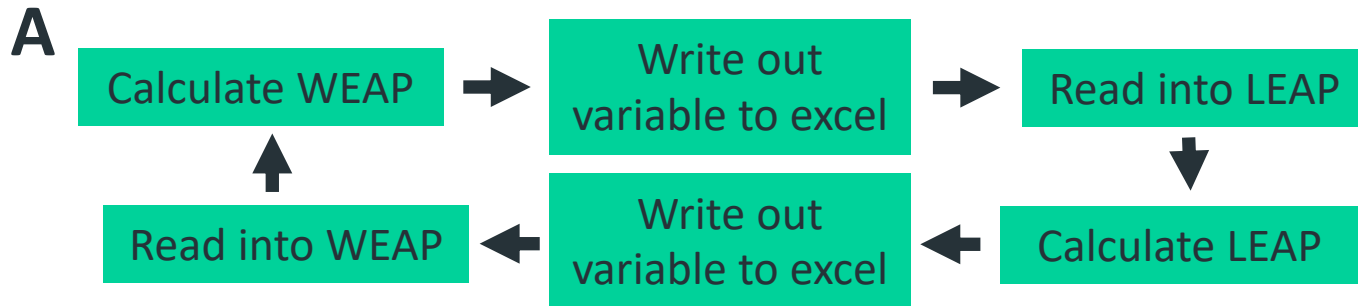 A
Calculate WEAP
Write out
variable to excel
Read into LEAP
Read into WEAP
Write out
variable to excel
Calculate LEAP